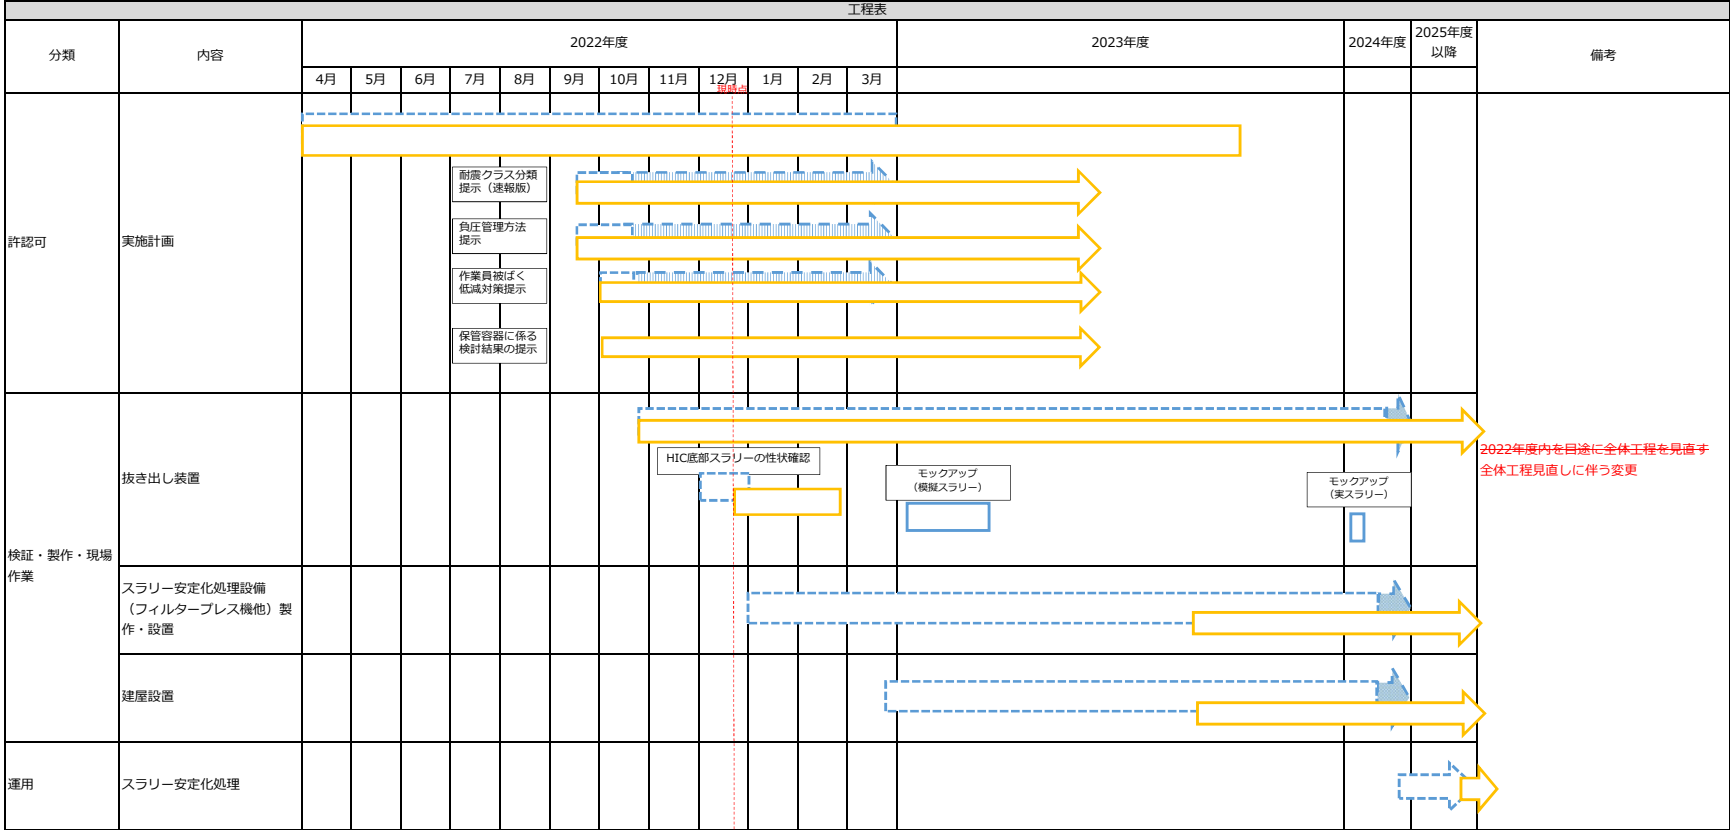 工程表
分類
内容
2022年度
2023年度
2024年度
2025年度
以降
備考
4月
5月
6月
7月
8月
9月
10月
11月
12月
1月
2月
3月
現時点
許認可
実施計画
耐震クラス分類
提示（速報版）
負圧管理方法
提示
作業員被ばく
低減対策提示
保管容器に係る
検討結果の提示
検証・製作・現場
作業
抜き出し装置
HIC底部スラリーの性状確認
モックアップ
（模擬スラリー）
モックアップ
（実スラリー）
2022年度内を目途に全体工程を見直す
全体工程見直しに伴う変更
スラリー安定化処理設備
（フィルタープレス機他）製
作・設置
建屋設置
運用
スラリー安定化処理